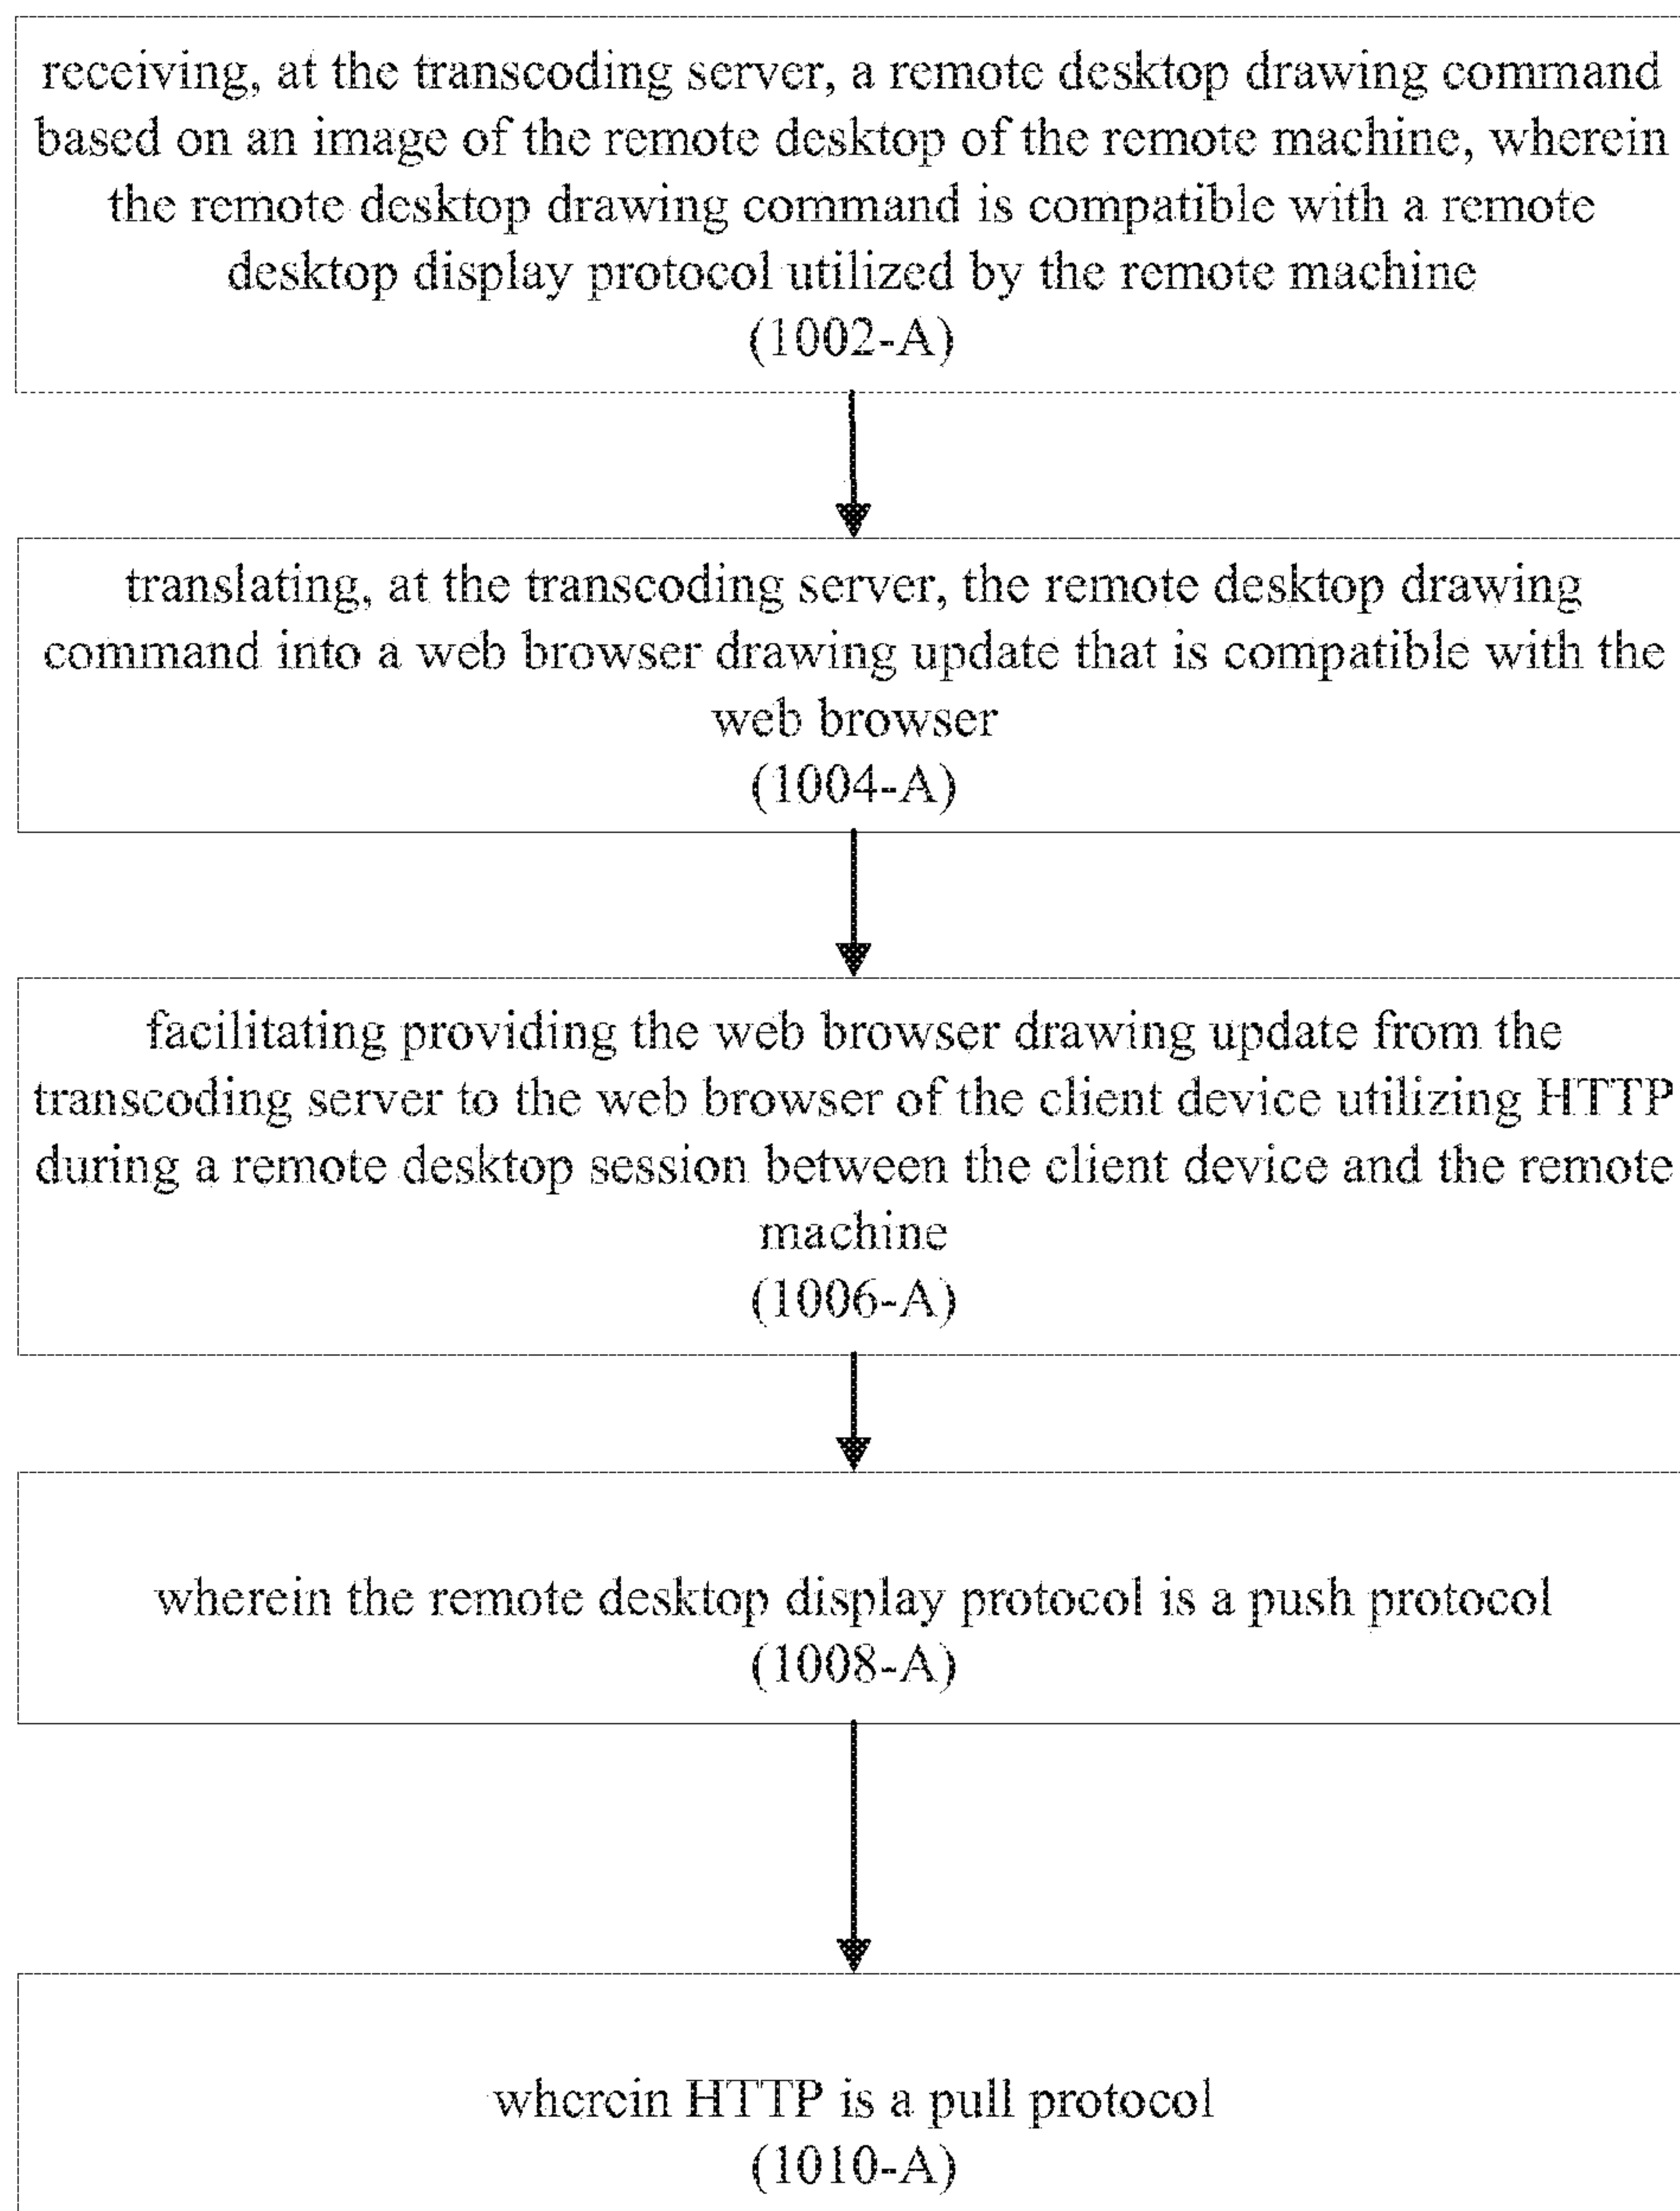 receiving, at the transcoding server, a remote desktop drawing command
based on an image of the remote desktop of the remote machine, wherein
the remote desktop drawing command is compatible with a remote
desktop display protocol utilized by the remote machine
(1002-A)
translating, at the transcoding server, the remote desktop drawing
command into a web browser drawing update that is compatible with the
web browser
(1004-A)
facilitating providing the web browser drawing update from the
transcoding server to the web browser of the client device utilizing HTTP
during a remote desktop session between the client device and the remote
machine
(1006-A)
wherein the remote desktop display protocol is a push protocol
(1008-A)
wherein HTTP is a pull protocol
(1010-A)